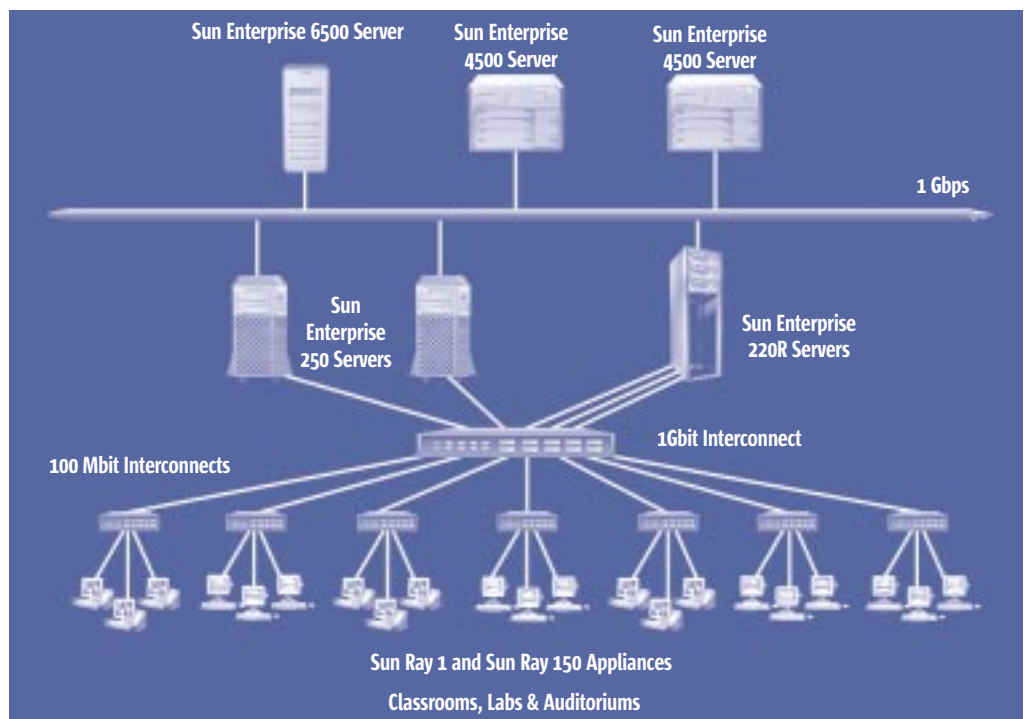 Sun Enterprise 6500 Server
Sun Enterprise
4500 Server
Sun Enterprise
4500 Server
1 Gbps
Sun
Enterprise
250 Servers
Sun Enterprise
220R Servers
1Gbit Interconnect
100 Mbit Interconnects
Sun Ray 1 and Sun Ray 150 Appliances
Classrooms, Labs & Auditoriums